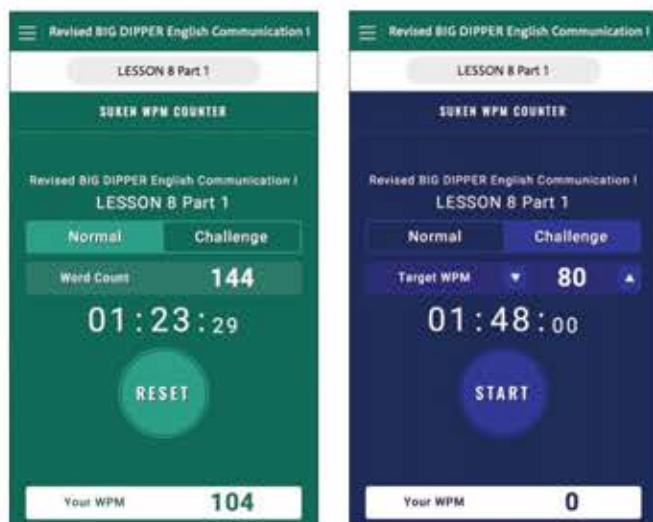 Revised BIG DIPPER English Communication I
LESSON 8 Part 1
SUKEN WPM COUNTER
Revised BIG DIPPER English Communication I
LESSON 8 Part 1
Normal Challenge
Word Count 144
01:23:29
RESET
Your WPM 104
Revised BIG DIPPER English Communication I
LESSON 8 Part 1
SUKEN WPM COUNTER
Revised BIG DIPPER English Communication I
LESSON 8 Part 1
Normal Challenge
Target WPM ▼ 80 ▲
01:48:00
START
Your WPM 0